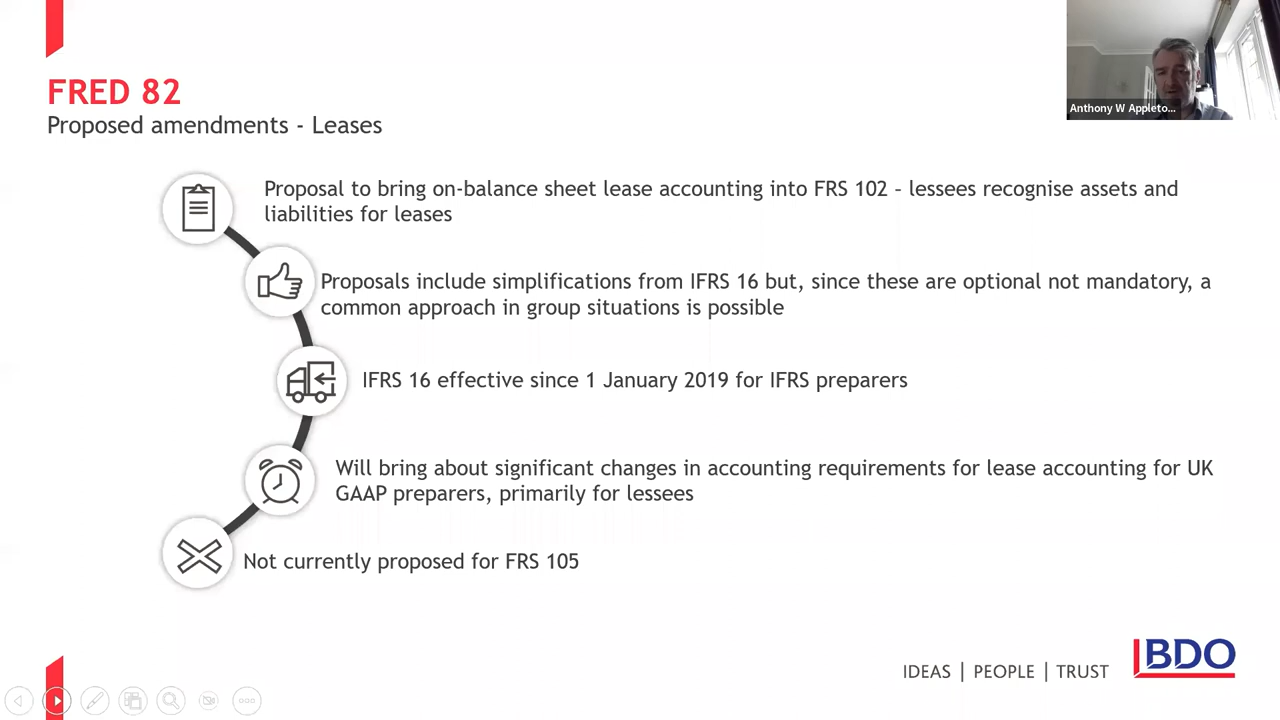 Anthony W Appleto...
FRED 82
Proposed amendments - Leases
Proposal to bring on-balance sheet lease accounting into FRS 102 – lessees recognise assets and
liabilities for leases
Proposals include simplifications from IFRS 16 but, since these are optional not mandatory, a
common approach in group situations is possible
IFRS 16 effective since 1 January 2019 for IFRS preparers
Will bring about significant changes in accounting requirements for lease accounting for UK
GAAP preparers, primarily for lessees
Not currently proposed for FRS 105
IDEAS | PEOPLE | TRUST
BDO